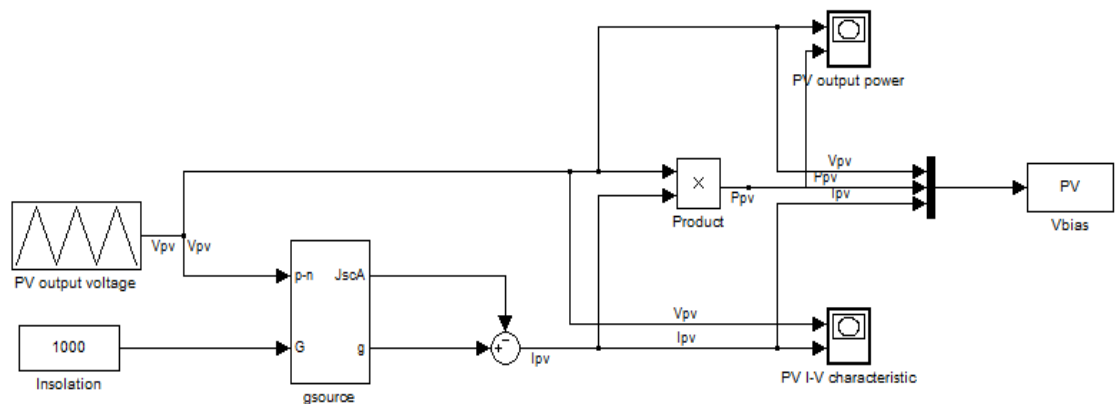 PV output power
Vpv
Ppv
Ipv
PV
Vbias
X
Ppv
Product
Vpv Vpv
PV output voltage
p-n JscA
G g
gsource
1000
Insolation
+ −
Ipv
Vpv
Ipv
PV I-V characteristic